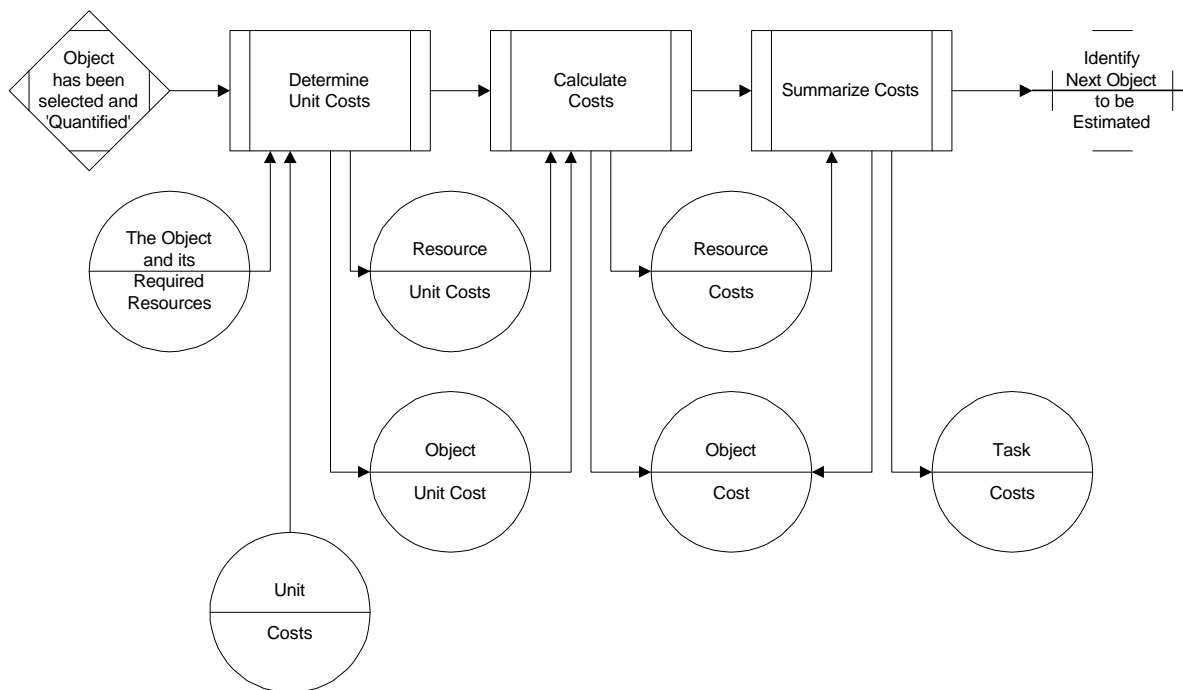 Object
has been
selected and
'Quantified'
Determine
Unit Costs
Calculate
Costs
Summarize Costs
Identify
Next Object
to be
Estimated
The Object
and its
Required
Resources
Resource
Unit Costs
Resource
Costs
Object
Unit Cost
Object
Cost
Task
Costs
Unit
Costs